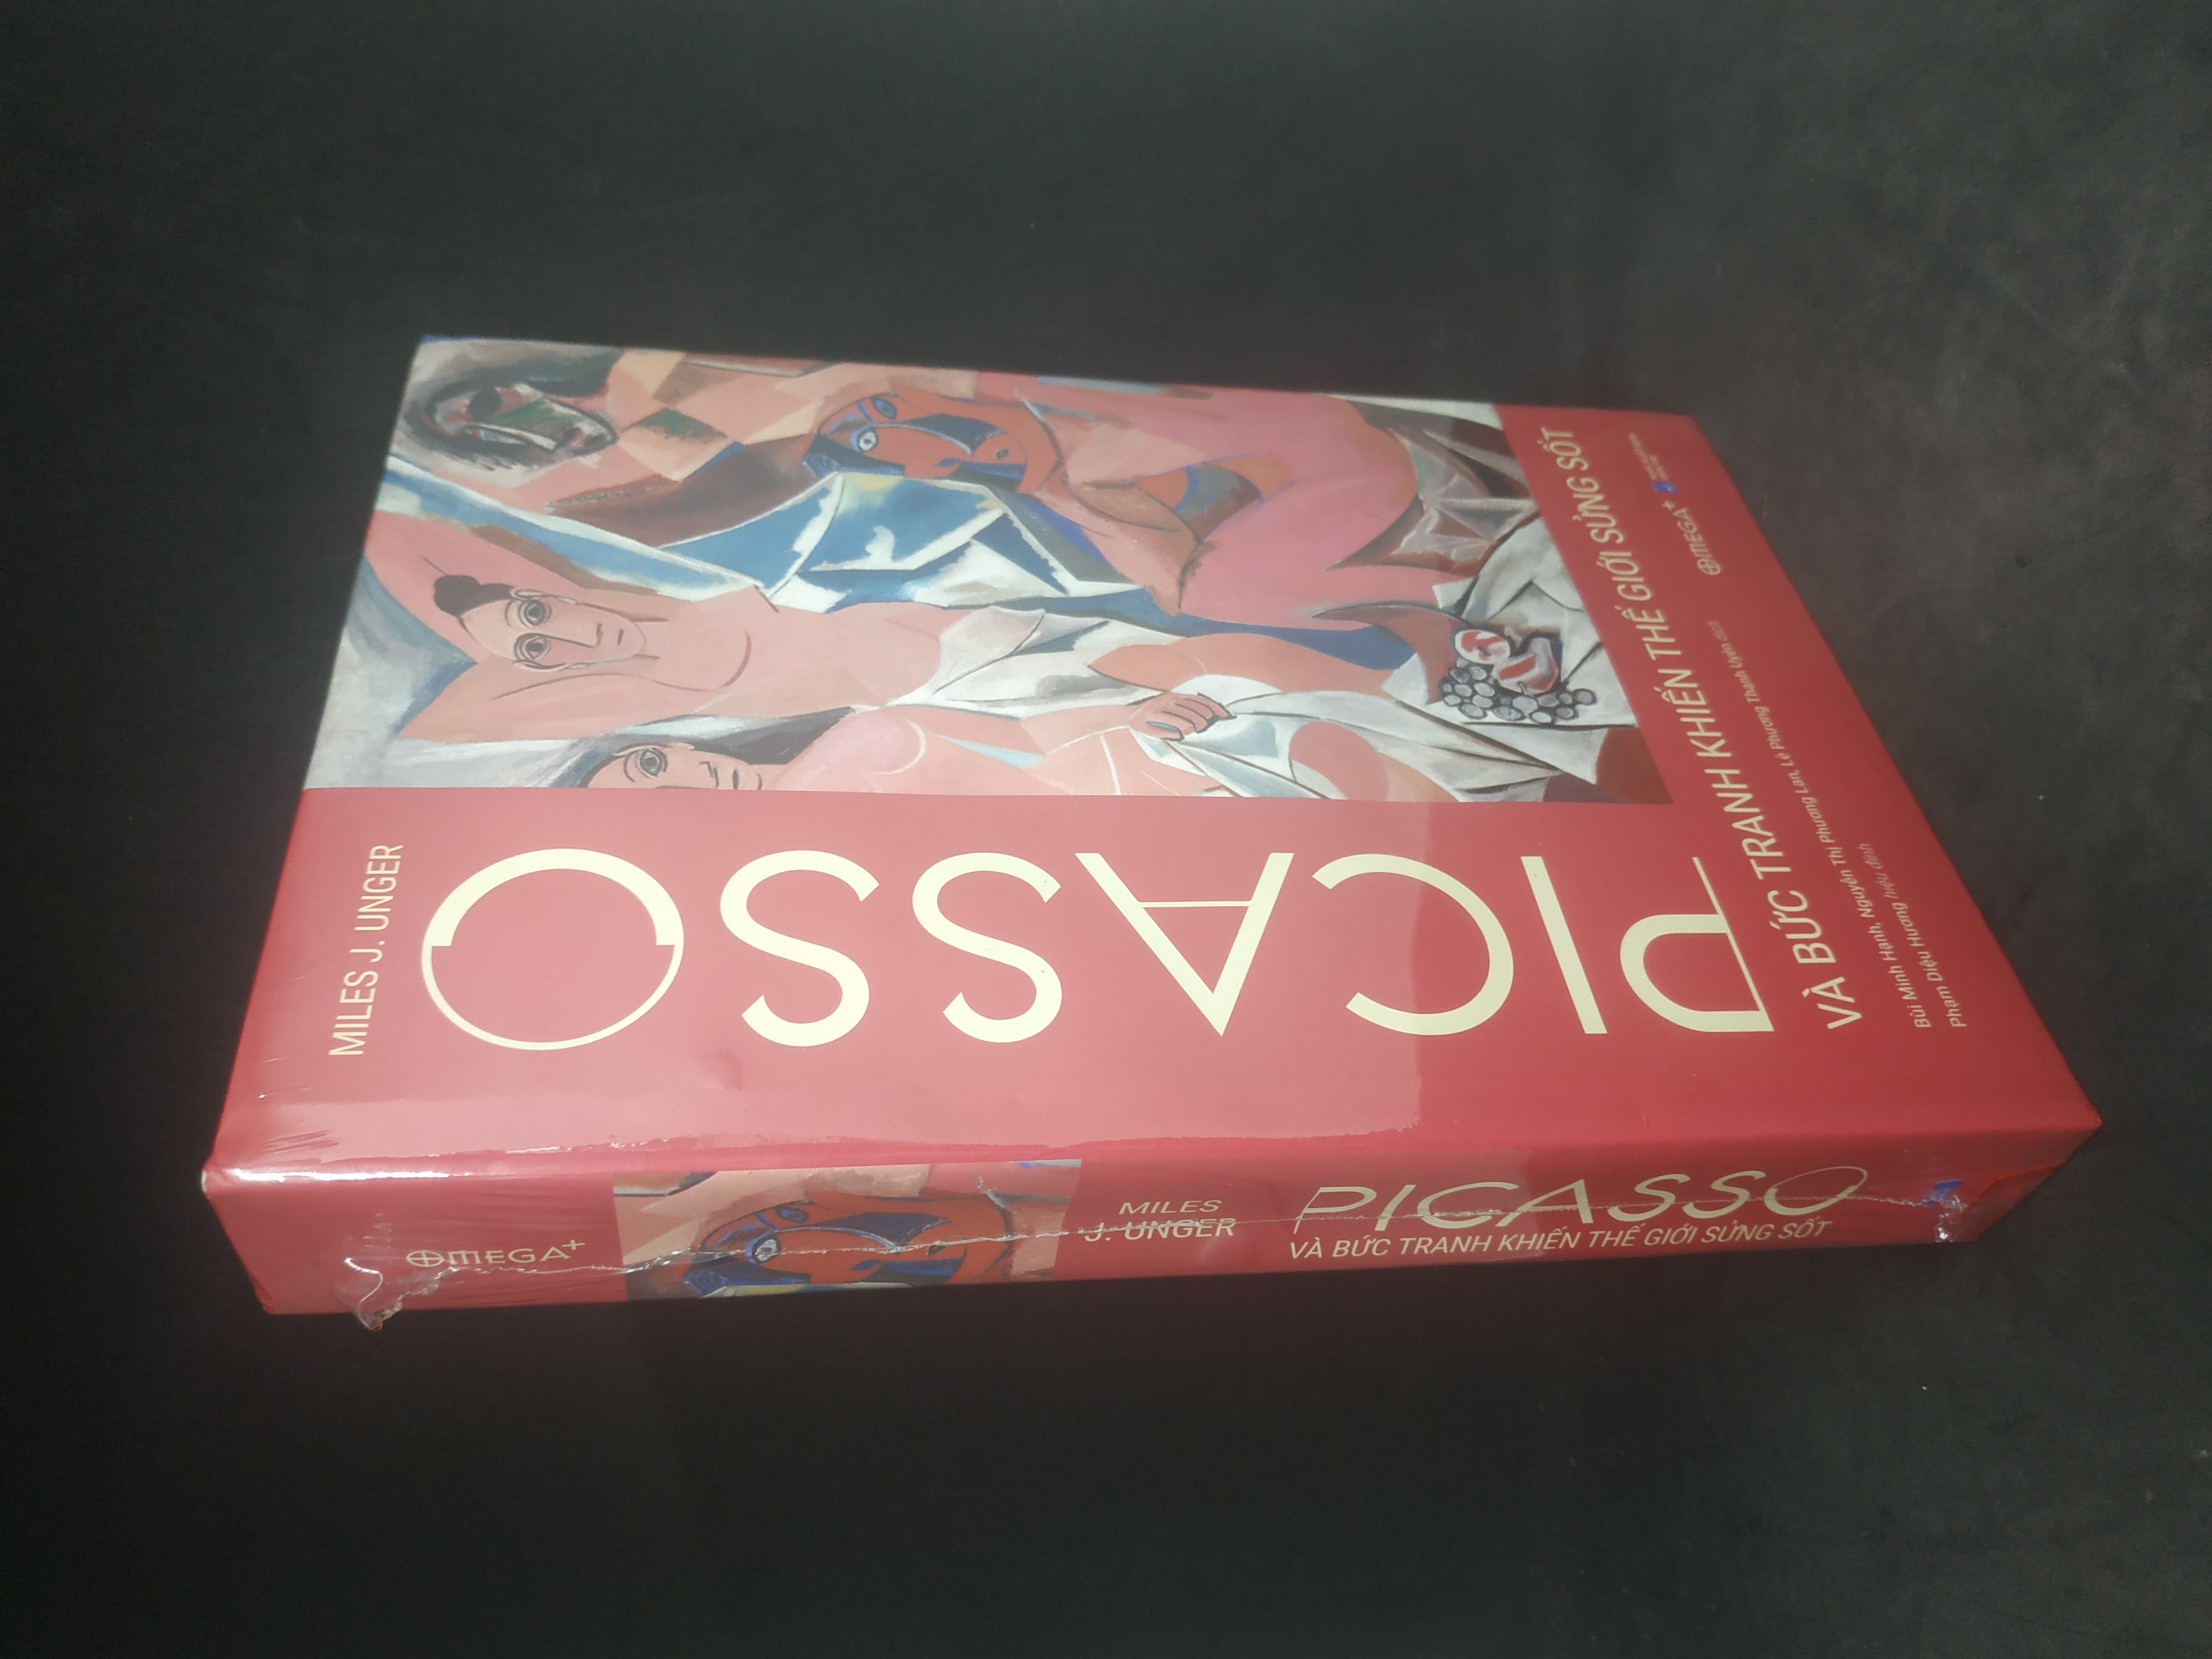 MILES J. UNGER
PICASSO
VÀ BỨC TRANH KHIẾN THẾ GIỚI SỬNG SỐT
Bùi Minh Hạnh, Nguyễn Thị Phương Lan, Lê Phương Thanh Uyên dịch
Phạm Diệu Hương hiệu đính
OMEGA+
OMEGA+
MILES
J. UNGER
PICASSO
VÀ BỨC TRANH KHIẾN THẾ GIỚI SỬNG SỐT